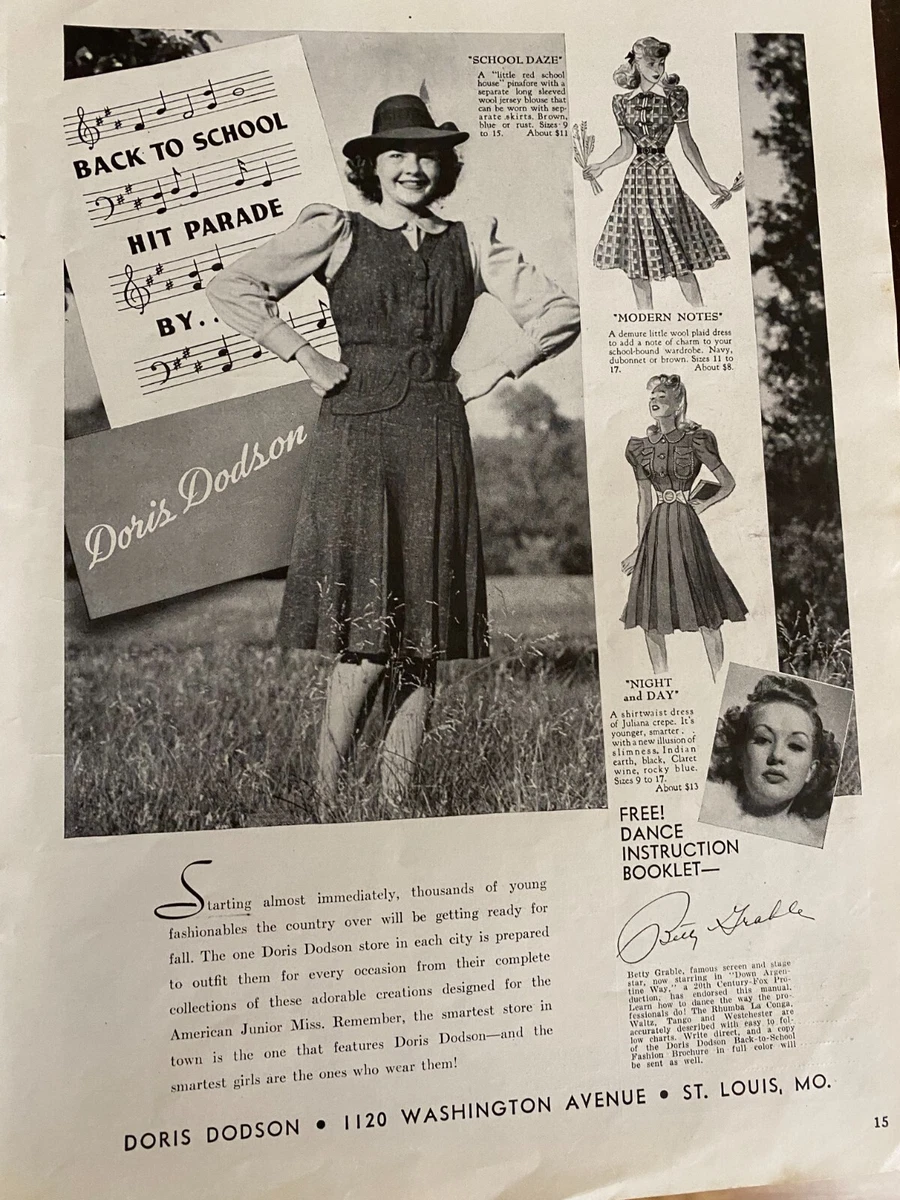 BACK TO SCHOOL
HIT PARADE
BY..
Doris Dodson
"SCHOOL DAZE"
A "little red school
house" pinafore with a
separate long sleeved
wool jersey blouse that
can be worn with sep-
arate skirts. Brown,
blue or rust. Sizes 9
to 15. About $11
"MODERN NOTES"
A demure little wool plaid dress
to add a note of charm to your
school-bound wardrobe. Navy,
dubonnet or brown. Sizes 11 to
17. About $8.
"NIGHT
and DAY"
A shirtwaist dress
of Juliana crepe. It's
younger, smarter . .
with a new illusion of
slimness. Indian
earth, black, Claret
wine, rocky blue.
Sizes 9 to 17.
About $13
FREE!
DANCE
INSTRUCTION
BOOKLET—
Betty Grable
Betty Grable, famous screen and stage
star, now starring in "Down Argen-
tine Way," a 20th Century-Fox Pro-
duction, has endorsed this manual.
Learn how to dance the way the pro-
fessionals do! The Rhumba La Conga,
Waltz, Tango and Westchester are
accurately described with easy to fol-
low charts. Write direct, and a copy
of the Doris Dodson Back-to-School
Fashion Brochure in full color will
be sent as well.
Starting almost immediately, thousands of young
fashionables the country over will be getting ready for
fall. The one Doris Dodson store in each city is prepared
to outfit them for every occasion from their complete
collections of these adorable creations designed for the
American Junior Miss. Remember, the smartest store in
town is the one that features Doris Dodson—and the
smartest girls are the ones who wear them!
DORIS DODSON • 1120 WASHINGTON AVENUE • ST. LOUIS, MO.
15